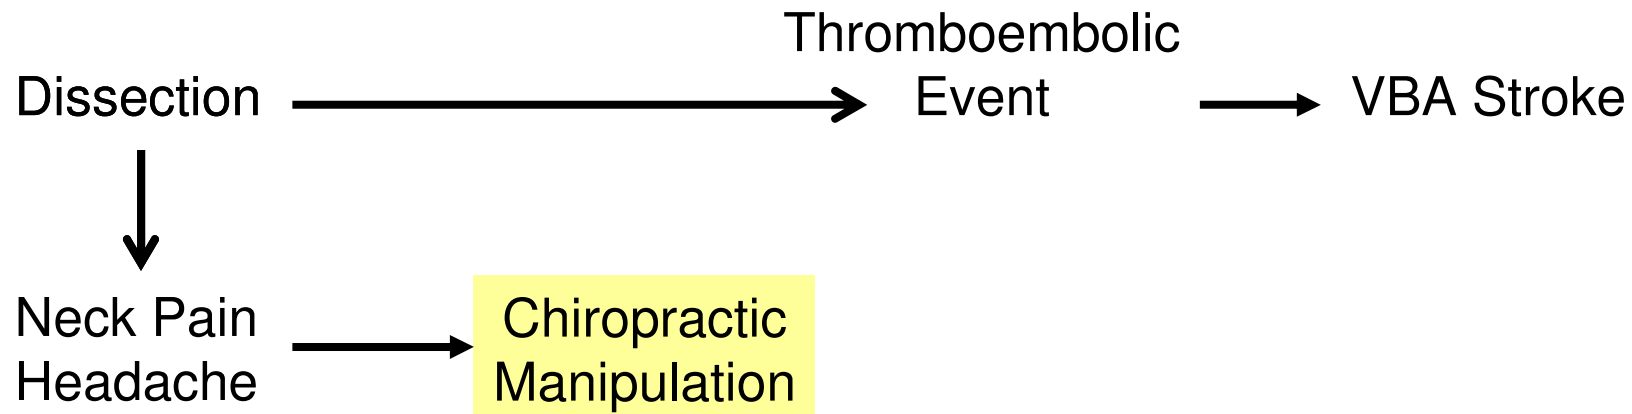 Thromboembolic
Dissection
Event
VBA Stroke
Neck Pain
Headache
Chiropractic
Manipulation